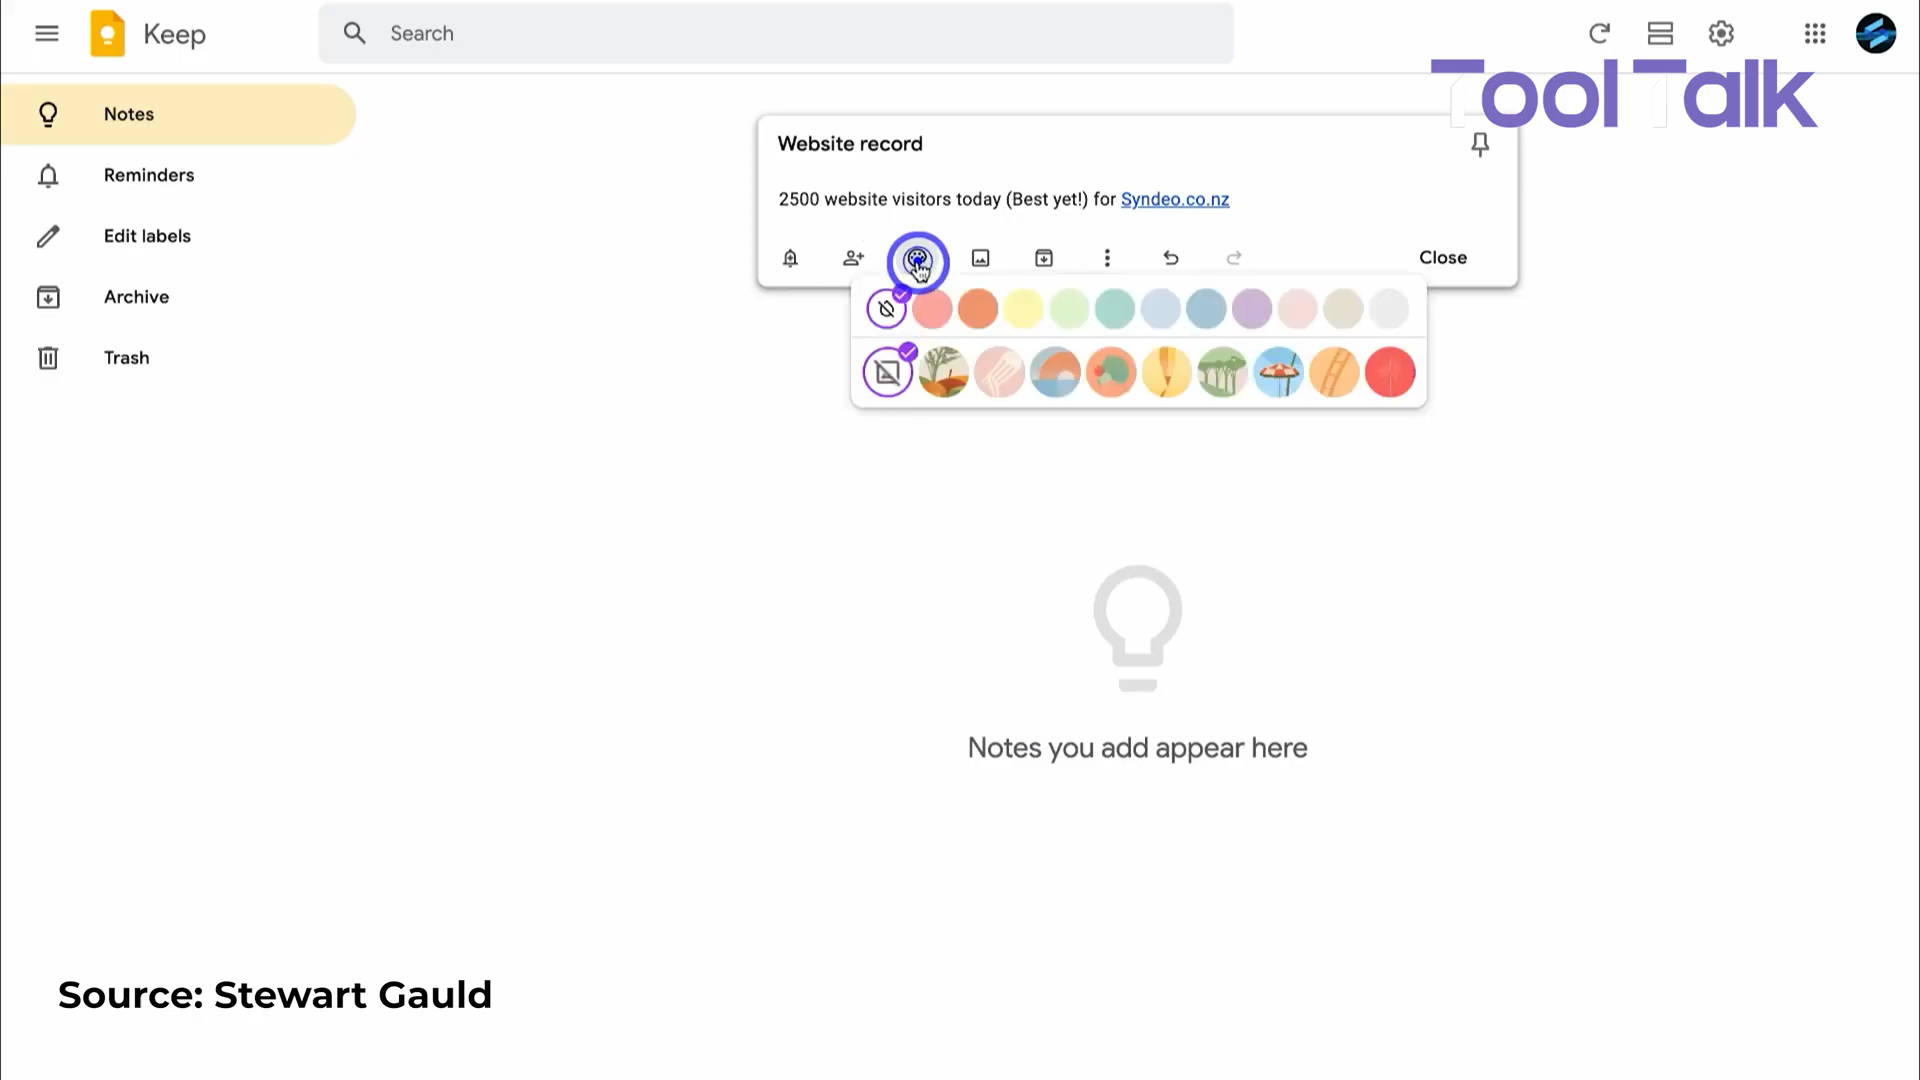 Keep
Search
Tool Talk
Notes
Website record
Reminders
2500 website visitors today (Best yet!) for Syndeo.co.nz
Edit labels
Close
Archive
Trash
Notes you add appear here
Source: Stewart Gauld